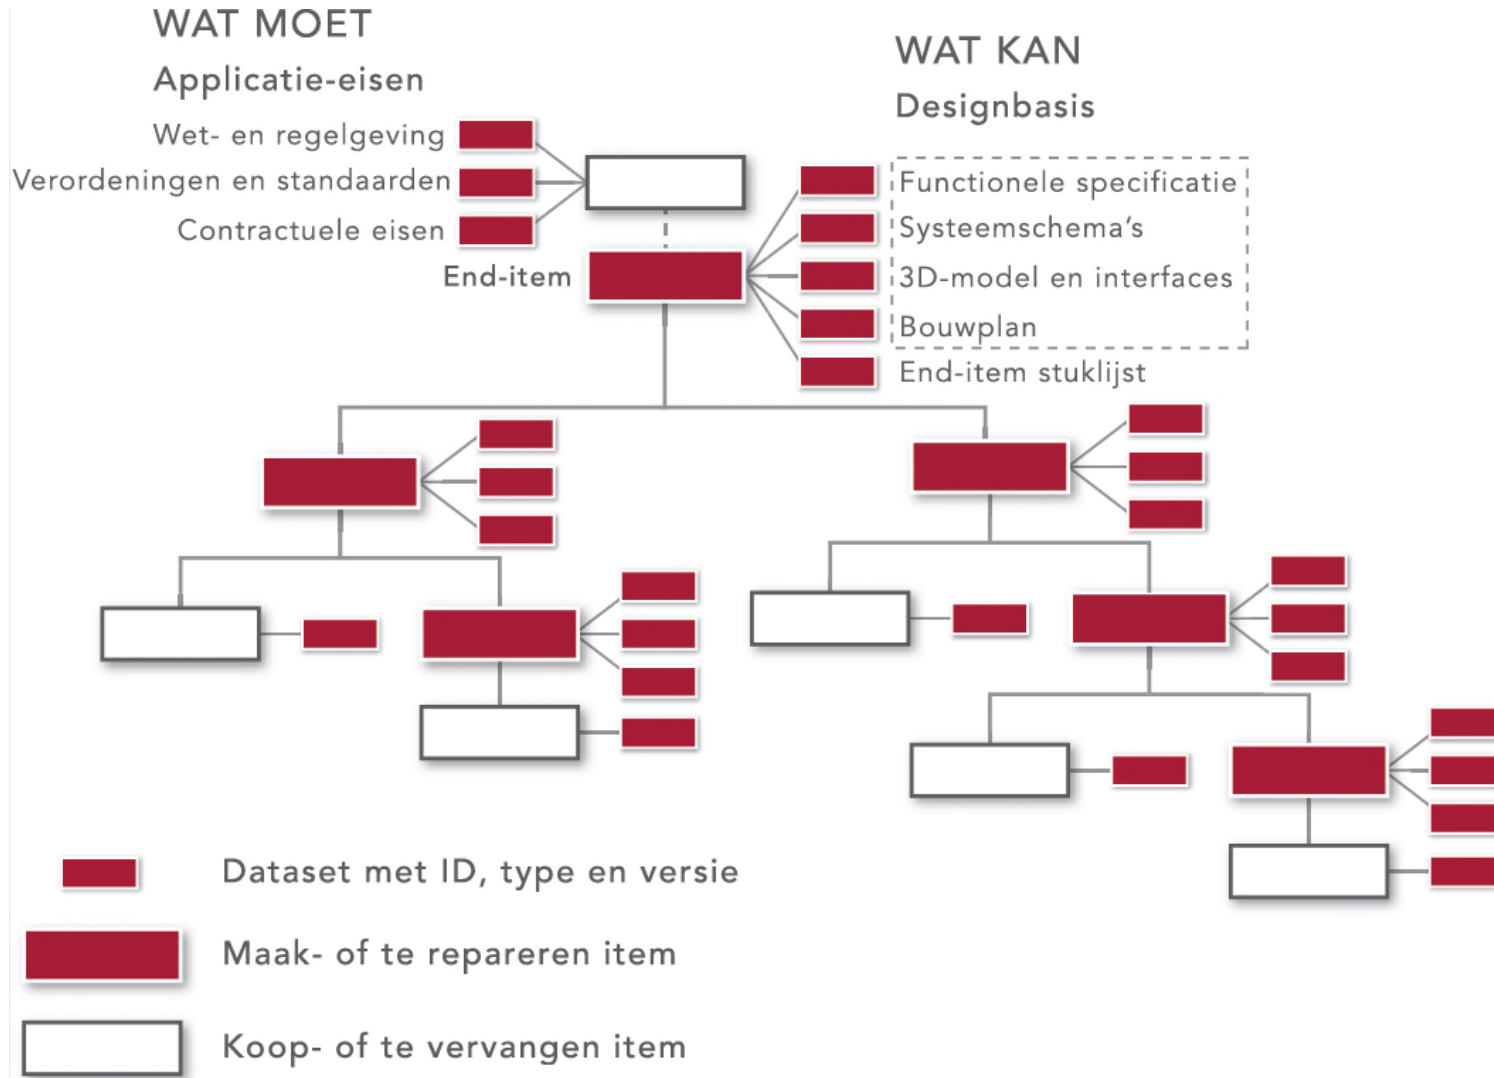 WAT MOET
Applicatie-eisen
Wet- en regelgeving
Verordeningen en standaarden
Contractuele eisen
End-item
WAT KAN
Designbasis
Functionele specificatie
Systeemschema‘s
3D-model en interfaces
Bouwplan
End-item stuklijst
Dataset met ID, type en versie
Maak- of te repareren item
Koop- of te vervangen item